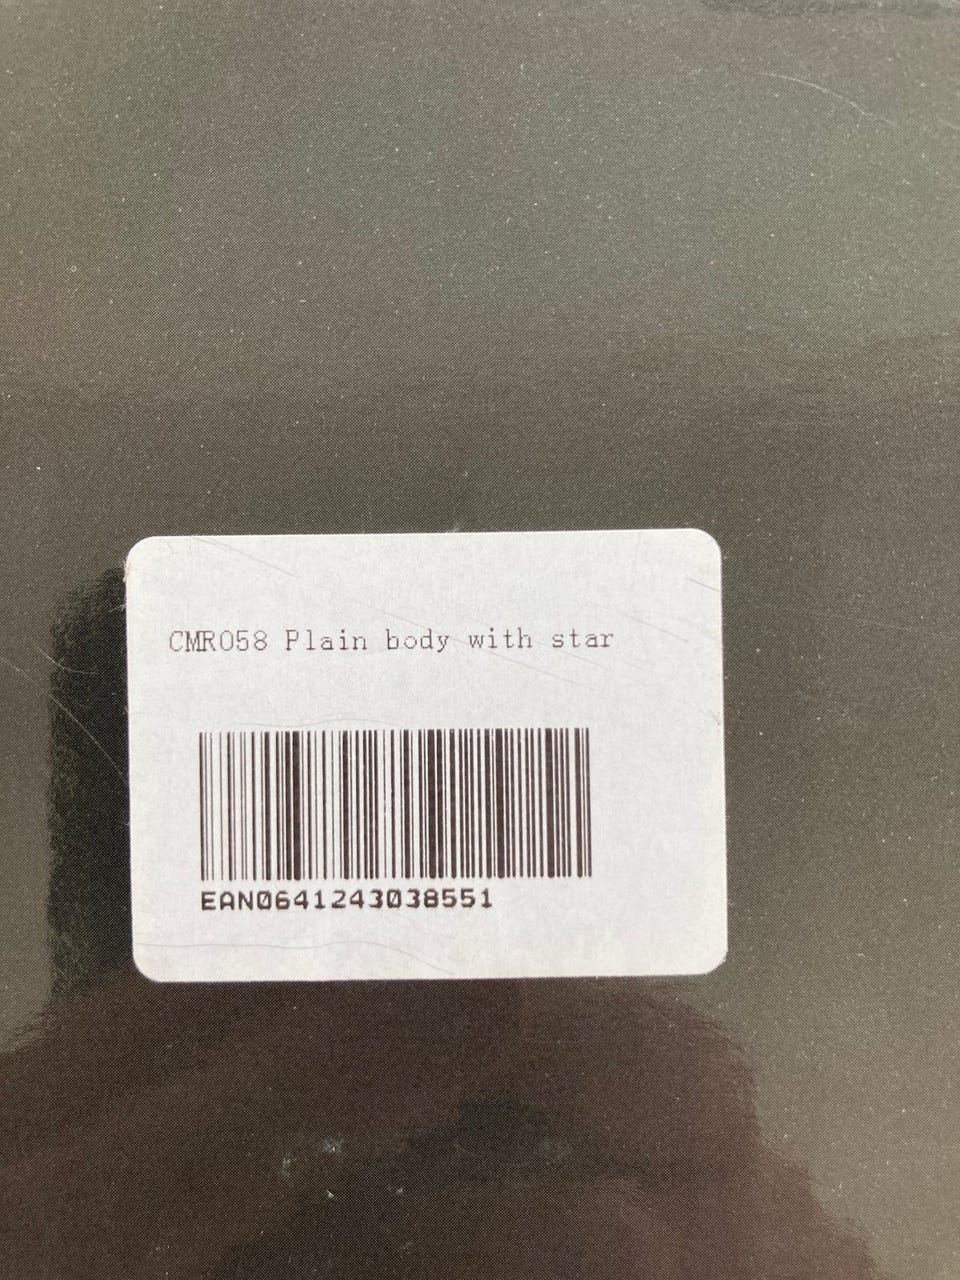 CMR058 Plain body with star
EAN0641243038551